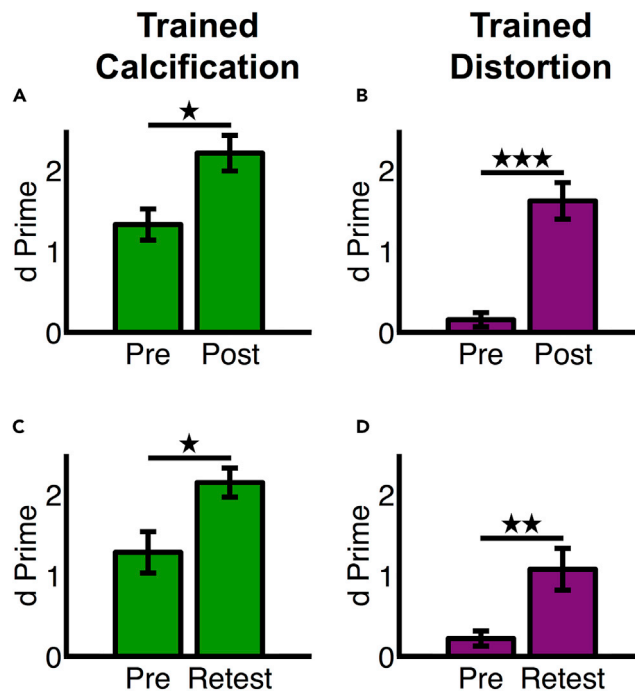 Trained
Calcification
Trained
Distortion
A
★
2
1
0
d Prime
Pre Post
B
★★★
2
1
0
d Prime
Pre Post
C
★
2
1
0
d Prime
Pre Retest
D
★★
2
1
0
d Prime
Pre Retest